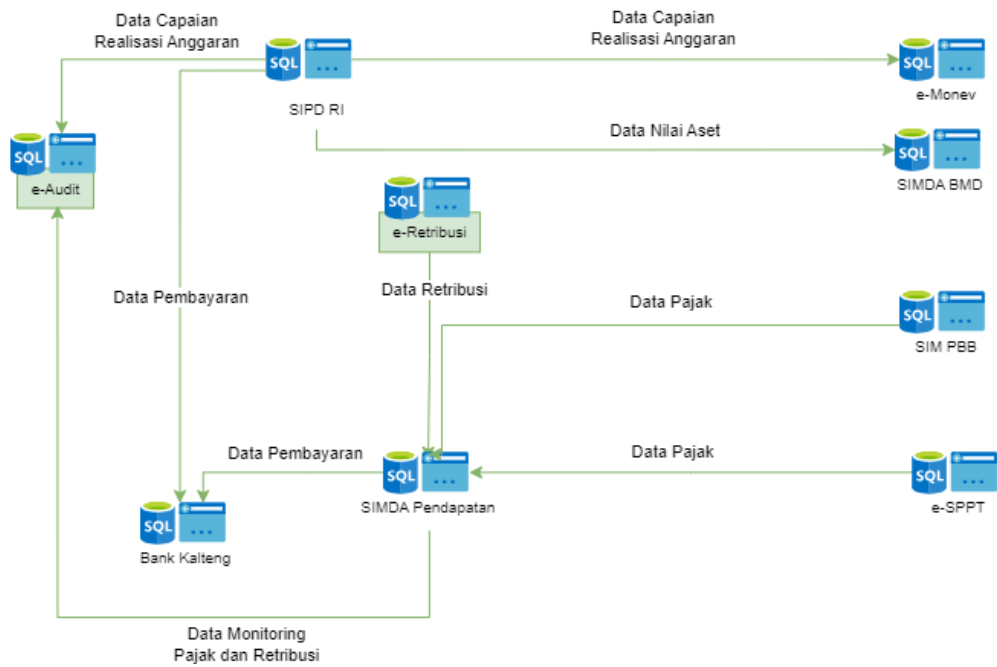 Data Capaian
Realisasi Anggaran
Data Capaian
Realisasi Anggaran
SQL
SIPD RI
SQL
e-Monev
Data Nilai Aset
SQL
e-Audit
SQL
SIMDA BMD
SQL
e-Retribusi
Data Retribusi
Data Pembayaran
Data Pajak
SQL
SIM PBB
Data Pembayaran
SQL
SIMDA Pendapatan
Data Pajak
SQL
e-SPPT
SQL
Bank Kalteng
Data Monitoring
Pajak dan Retribusi